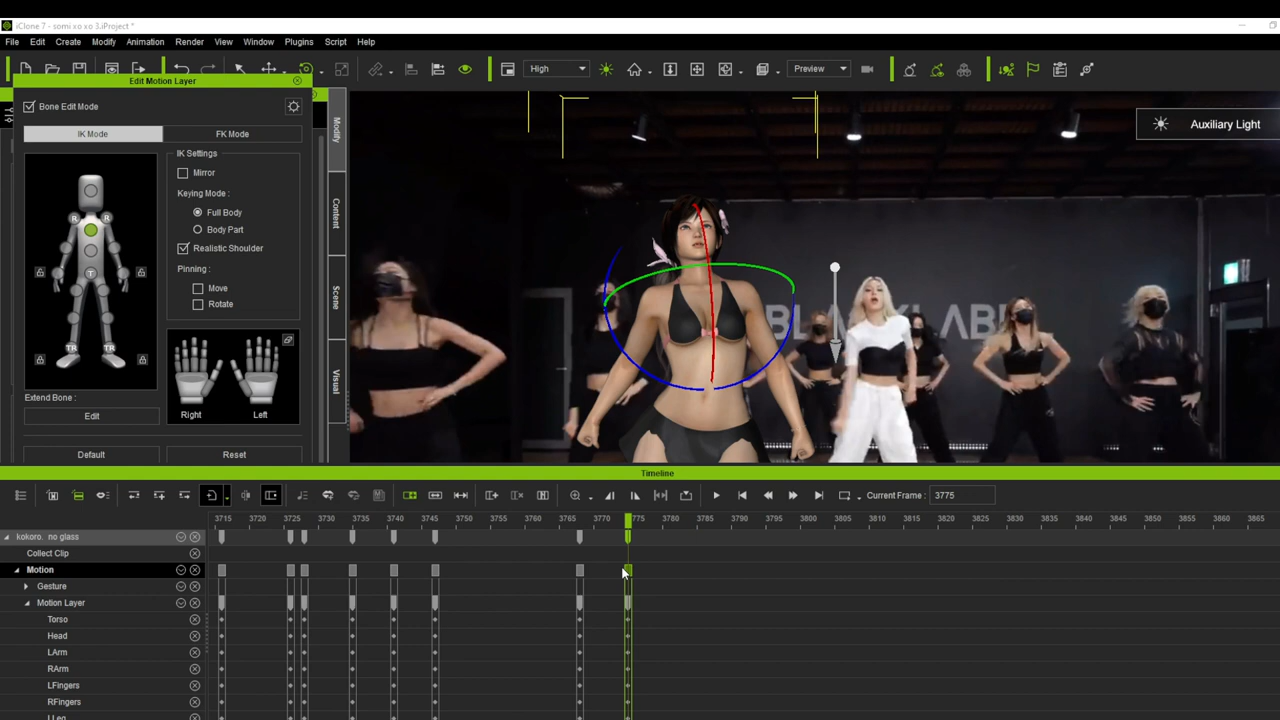 iClone 7 - somi xo xo 3.iProject *
File Edit Create Modify Animation Render View Window Plugins Script Help
High Preview
Edit Motion Layer
Bone Edit Mode
IK Mode FK Mode
IK Settings
Mirror
Keying Mode :
Full Body
Body Part
Realistic Shoulder
Pinning :
Move
Rotate
R R
T
TR TR
Right Left
Extend Bone :
Edit
Default Reset
Modify
Content
Scene
Visual
Auxiliary Light
Timeline
Current Frame : 3775
3715 3720 3725 3730 3735 3740 3745 3765 3770 775 3780 3785 3790 3795 3800 3805 3810 3815 3820 3825 3830 3835 3840 3845 3850 3855 3860 3865
kokoro. no glass
Collect Clip
Motion
Gesture
Motion Layer
Torso
Head
LArm
RArm
LFingers
RFingers
LLeg